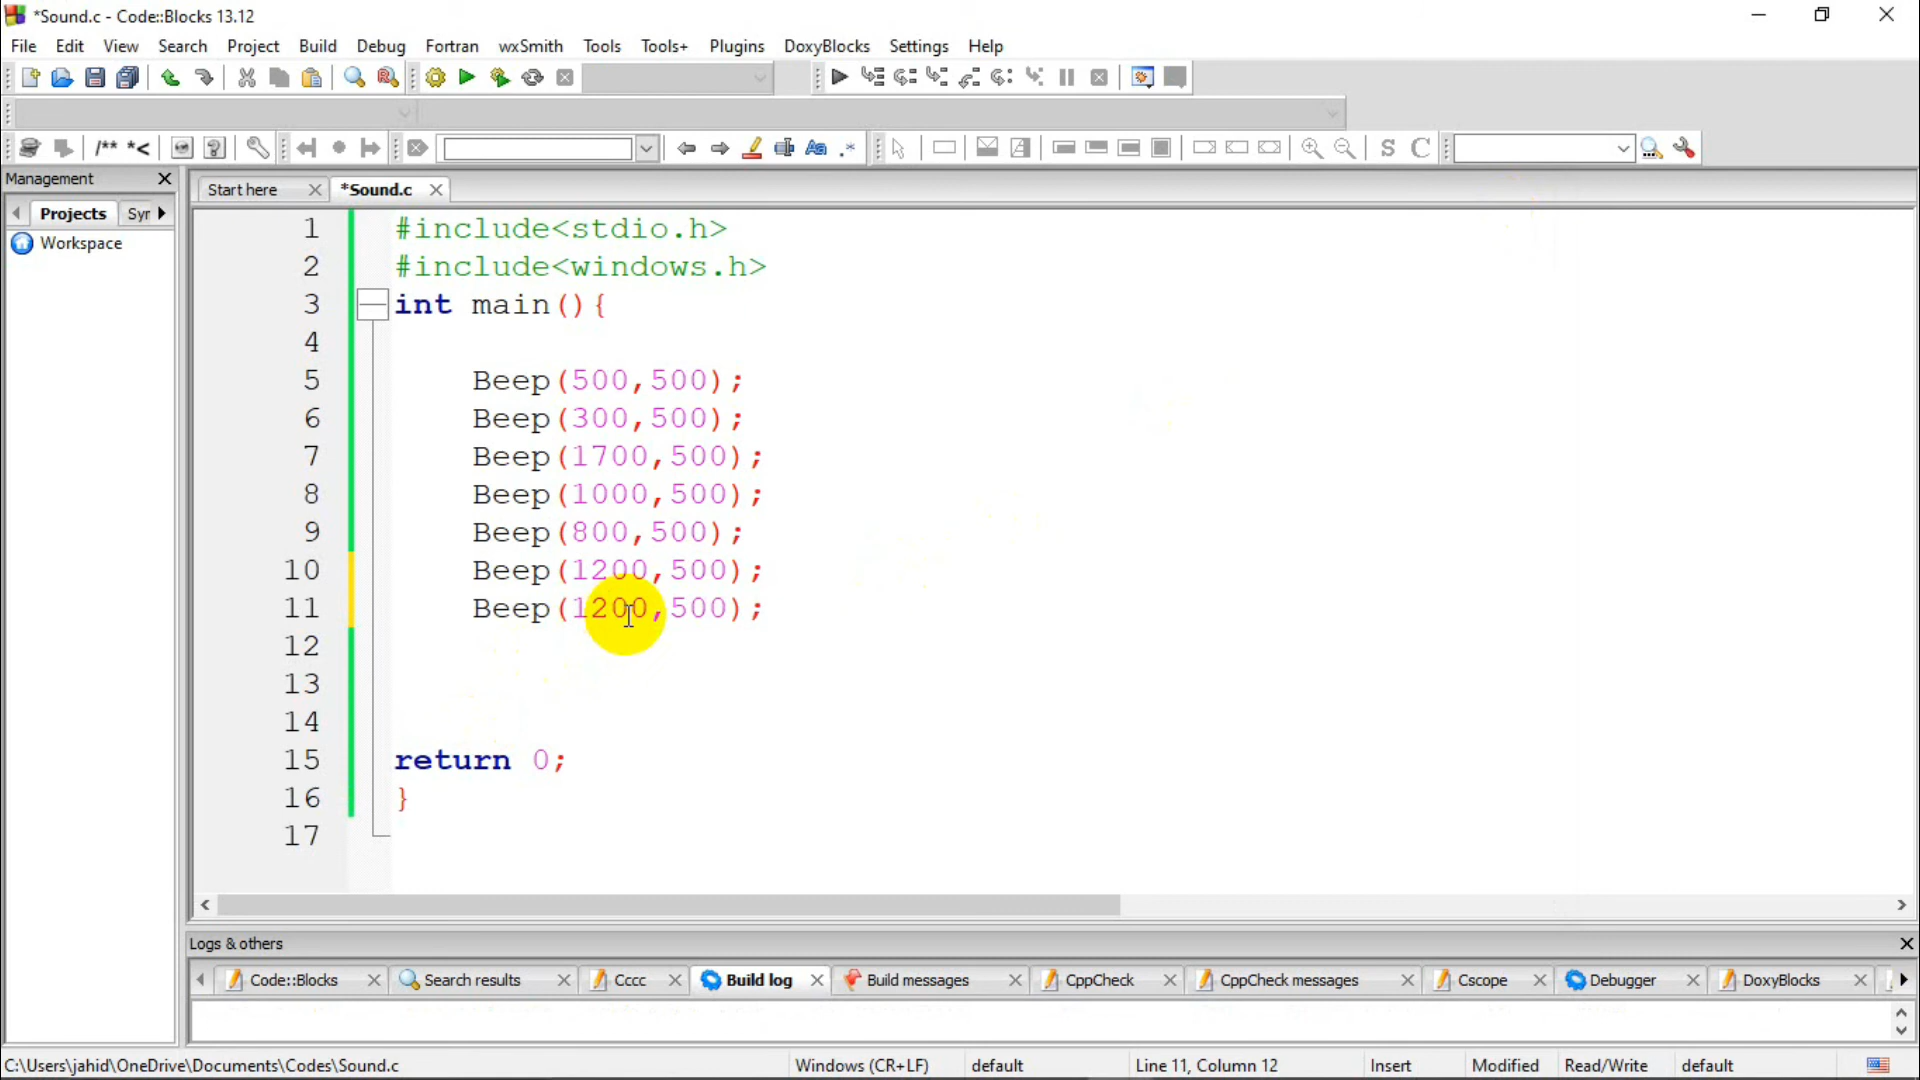 *Sound.c - Code::Blocks 13.12
File Edit View Search Project Build Debug Fortran wxSmith Tools Tools+ Plugins DoxyBlocks Settings Help
/** *<
Aa .* S C
Management
Start here *Sound.c
Projects Syr
Workspace
1 #include<stdio.h>
2 #include<windows.h>
3 int main(){
4
5 Beep(500,500);
6 Beep(300,500);
7 Beep(1700,500);
8 Beep(1000,500);
9 Beep(800,500);
10 Beep(1200,500);
11 Beep(1200,500);
12
13
14
15 return 0;
16 }
17
Logs & others
Code::Blocks Search results Cccc Build log Build messages CppCheck CppCheck messages Cscope Debugger DoxyBlocks
C:\Users\jahid\OneDrive\Documents\Codes\Sound.c Windows (CR+LF) default Line 11, Column 12 Insert Modified Read/Write default